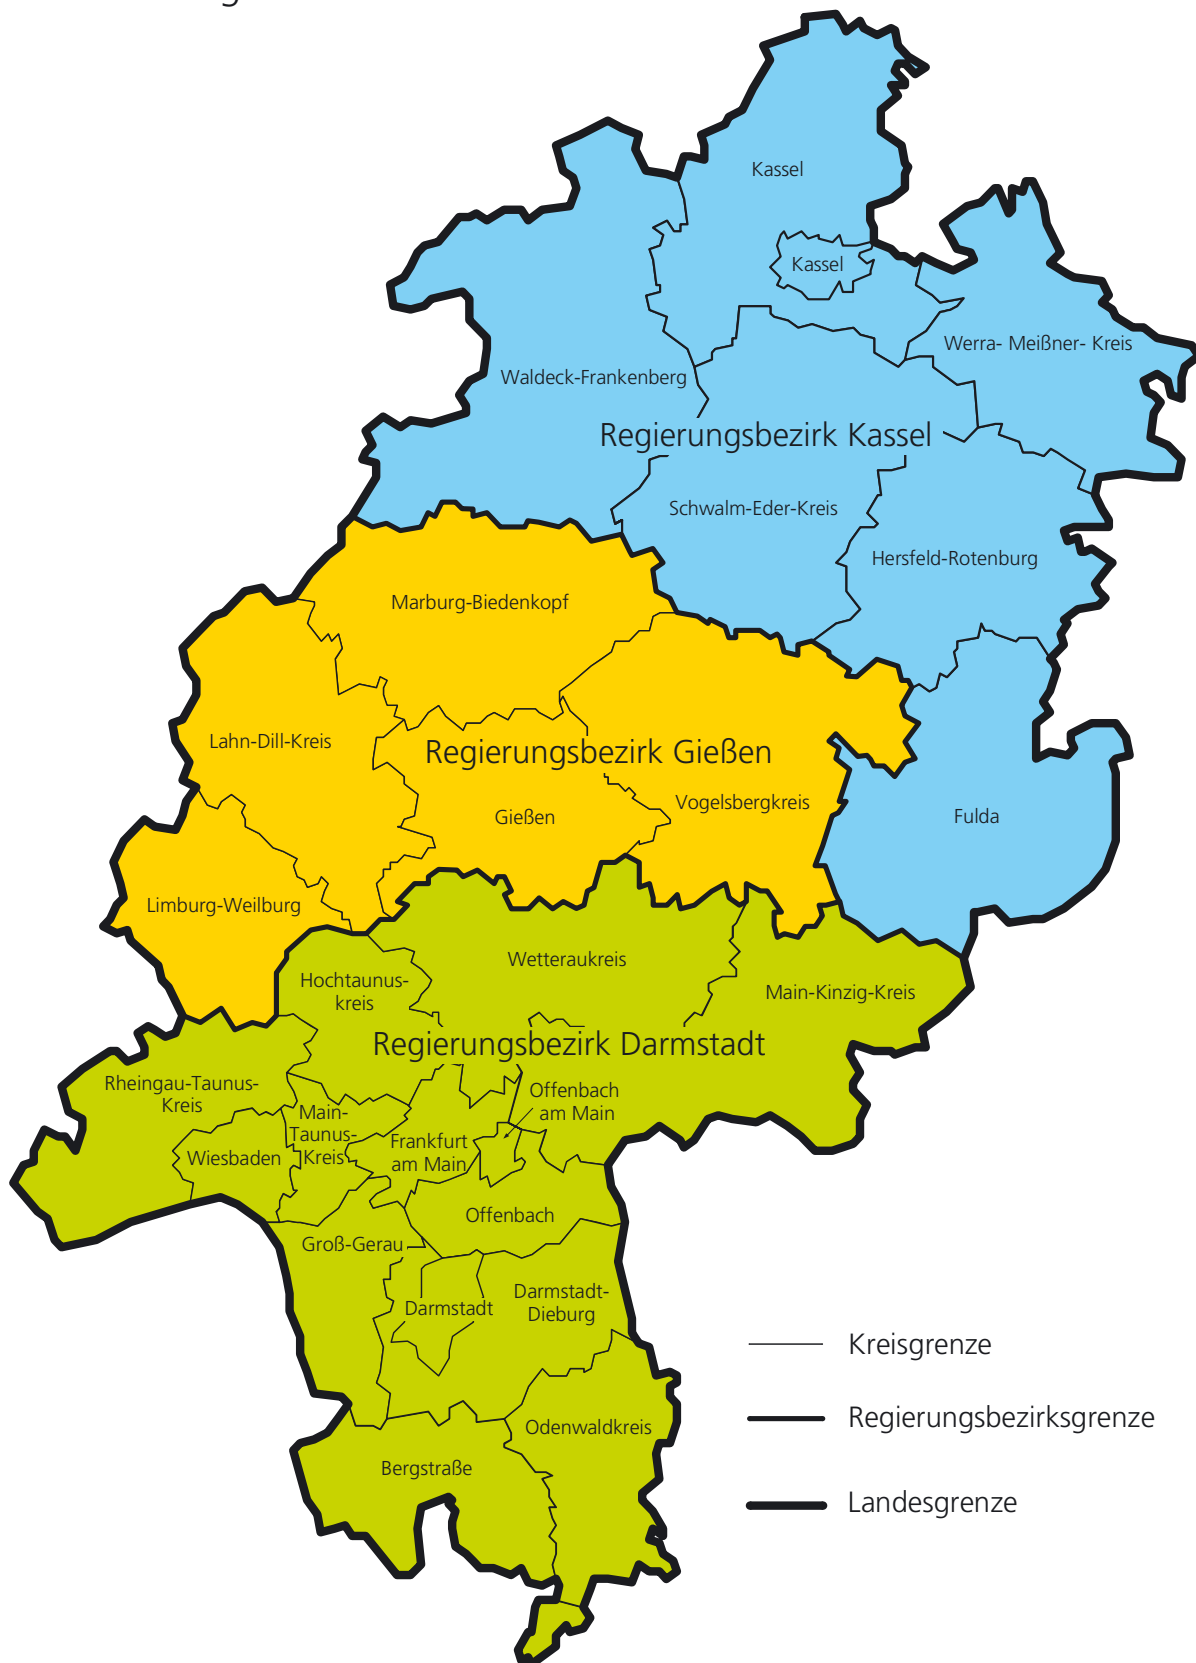 Kassel
Kassel
Werra- Meißner- Kreis
Waldeck-Frankenberg
Regierungsbezirk Kassel
Schwalm-Eder-Kreis
Hersfeld-Rotenburg
Marburg-Biedenkopf
Lahn-Dill-Kreis
Regierungsbezirk Gießen
Vogelsbergkreis
Gießen
Fulda
Limburg-Weilburg
Wetteraukreis
Hochtaunus-
kreis
Main-Kinzig-Kreis
Regierungsbezirk Darmstadt
Rheingau-Taunus-
Kreis
Offenbach
am Main
Main-
Taunus-
Kreis
Frankfurt
am Main
Wiesbaden
Offenbach
Groß-Gerau
Darmstadt-
Dieburg
Darmstadt
Kreisgrenze
Regierungsbezirksgrenze
Odenwaldkreis
Bergstraße
Landesgrenze